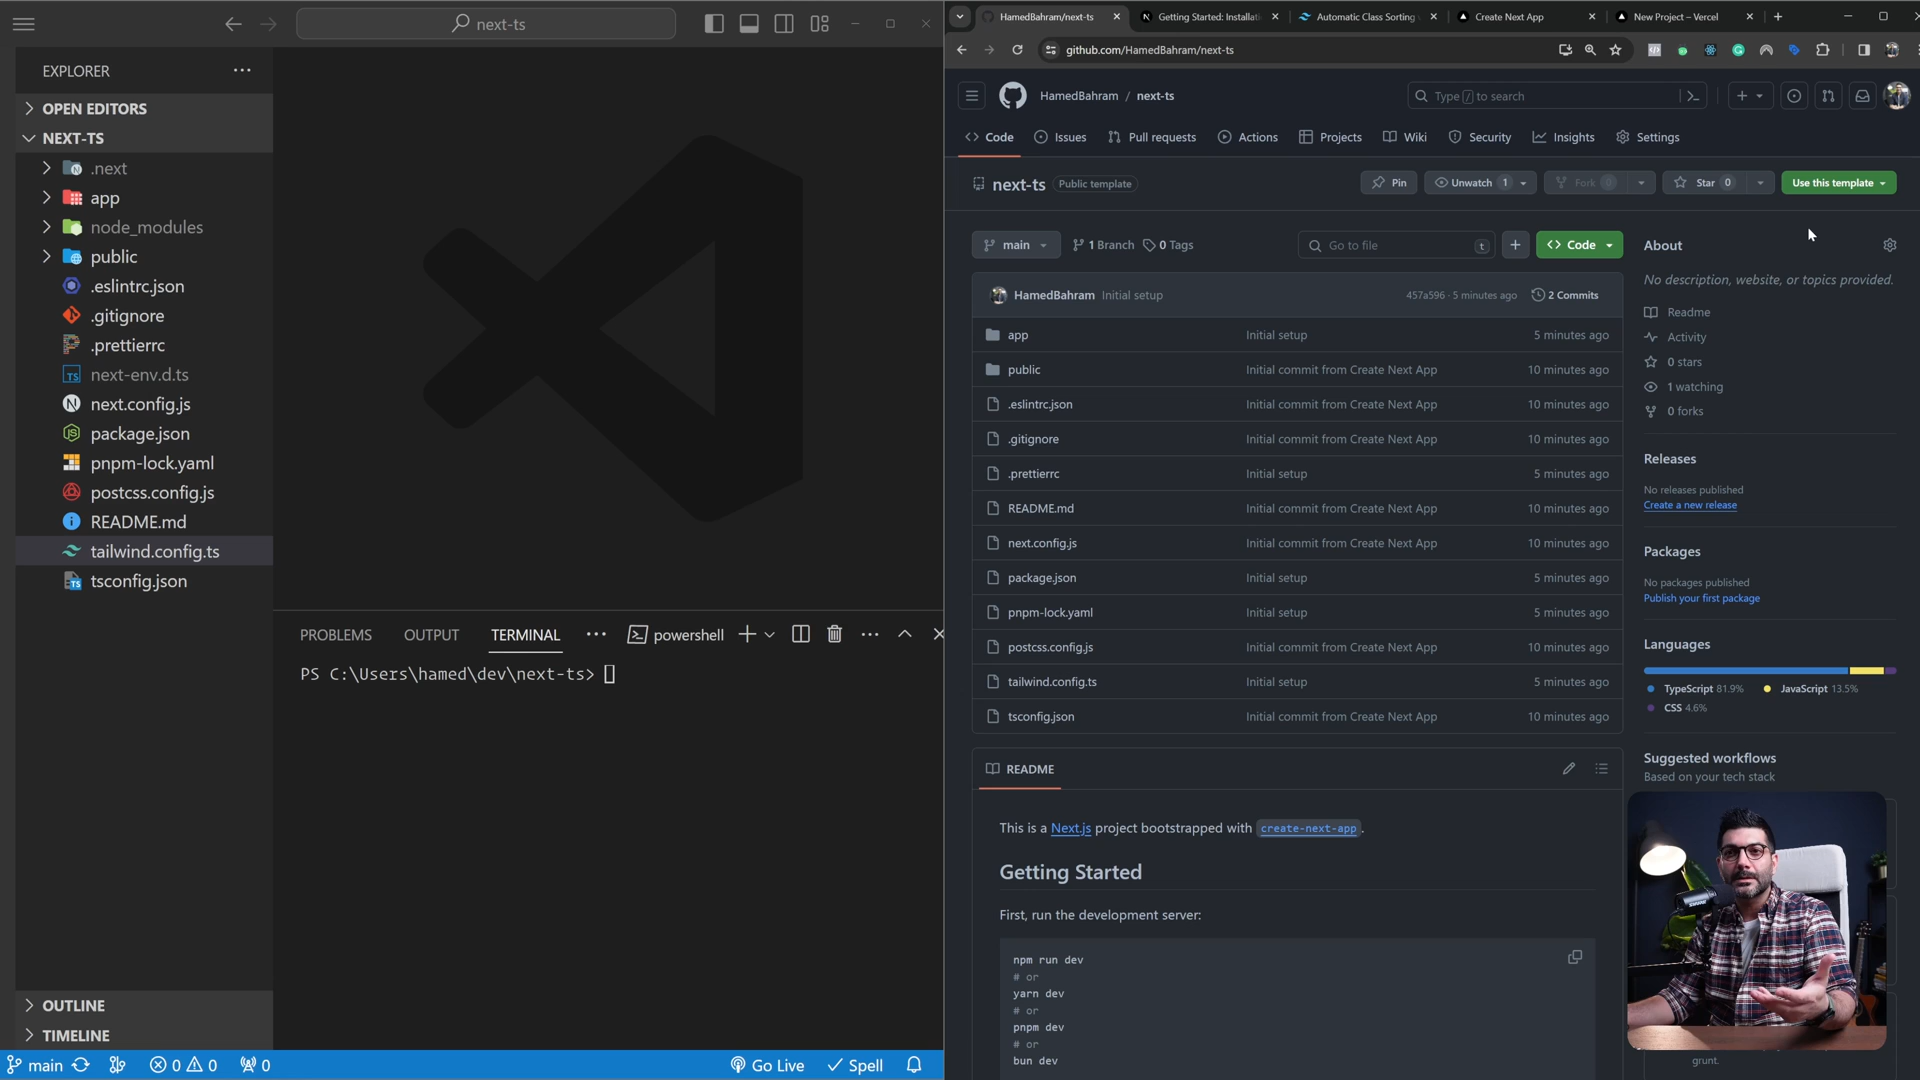 next-ts
EXPLORER
OPEN EDITORS
NEXT-TS
.next
app
node_modules
public
.eslintrc.json
.gitignore
.prettierrc
next-env.d.ts
next.config.js
package.json
pnpm-lock.yaml
postcss.config.js
README.md
tailwind.config.ts
tsconfig.json
OUTLINE
TIMELINE
PROBLEMS OUTPUT TERMINAL powershell
PS C:\Users\hamed\dev\next-ts>
main 0 0 0 Go Live Spell
HamedBahram/next-ts Getting Started: Installati Automatic Class Sorting Create Next App New Project – Vercel
github.com/HamedBahram/next-ts
HamedBahram / next-ts Type / to search
Code Issues Pull requests Actions Projects Wiki Security Insights Settings
next-ts Public template Pin Unwatch 1 Fork 0 Star 0 Use this template
main 1 Branch 0 Tags Go to file t Code
HamedBahram Initial setup 457a596 · 5 minutes ago 2 Commits
app Initial setup 5 minutes ago
public Initial commit from Create Next App 10 minutes ago
.eslintrc.json Initial commit from Create Next App 10 minutes ago
.gitignore Initial commit from Create Next App 10 minutes ago
.prettierrc Initial setup 5 minutes ago
README.md Initial commit from Create Next App 10 minutes ago
next.config.js Initial commit from Create Next App 10 minutes ago
package.json Initial setup 5 minutes ago
pnpm-lock.yaml Initial setup 5 minutes ago
postcss.config.js Initial commit from Create Next App 10 minutes ago
tailwind.config.ts Initial setup 5 minutes ago
tsconfig.json Initial commit from Create Next App 10 minutes ago
README
This is a Next.js project bootstrapped with create-next-app.
Getting Started
First, run the development server:
npm run dev
# or
yarn dev
# or
pnpm dev
# or
bun dev
About
No description, website, or topics provided.
Readme
Activity
0 stars
1 watching
0 forks
Releases
No releases published
Create a new release
Packages
No packages published
Publish your first package
Languages
TypeScript 81.9% JavaScript 13.5%
CSS 4.6%
Suggested workflows
Based on your tech stack
grunt.